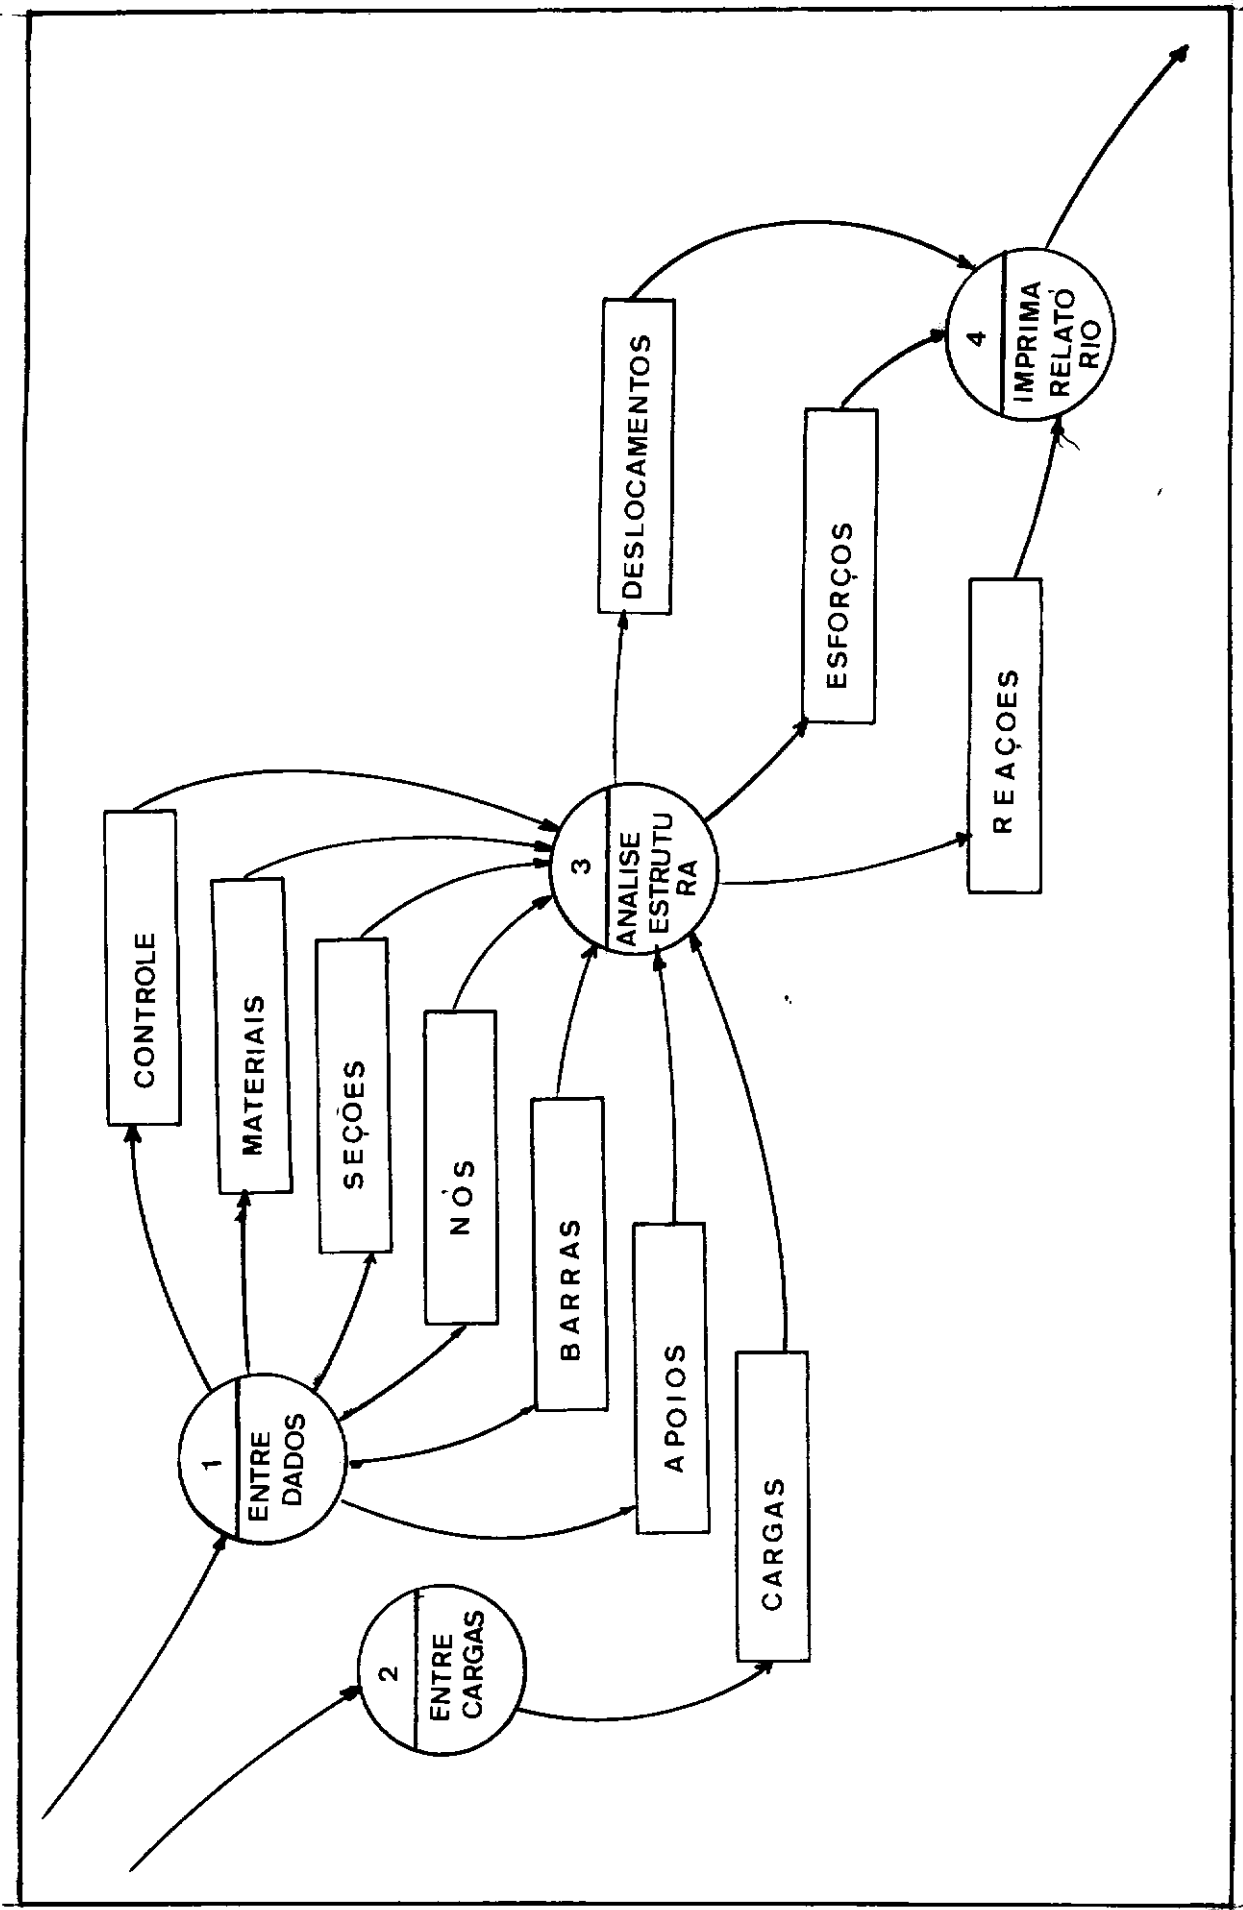 1
ENTRE
DADOS
2
ENTRE
CARGAS
CONTROLE
MATERIAIS
SEÇÕES
NÓS
BARRAS
APOIOS
CARGAS
3
ANALISE
ESTRUTU
RA
DESLOCAMENTOS
ESFORÇOS
REAÇOES
4
IMPRIMA
RELATÓ
RIO